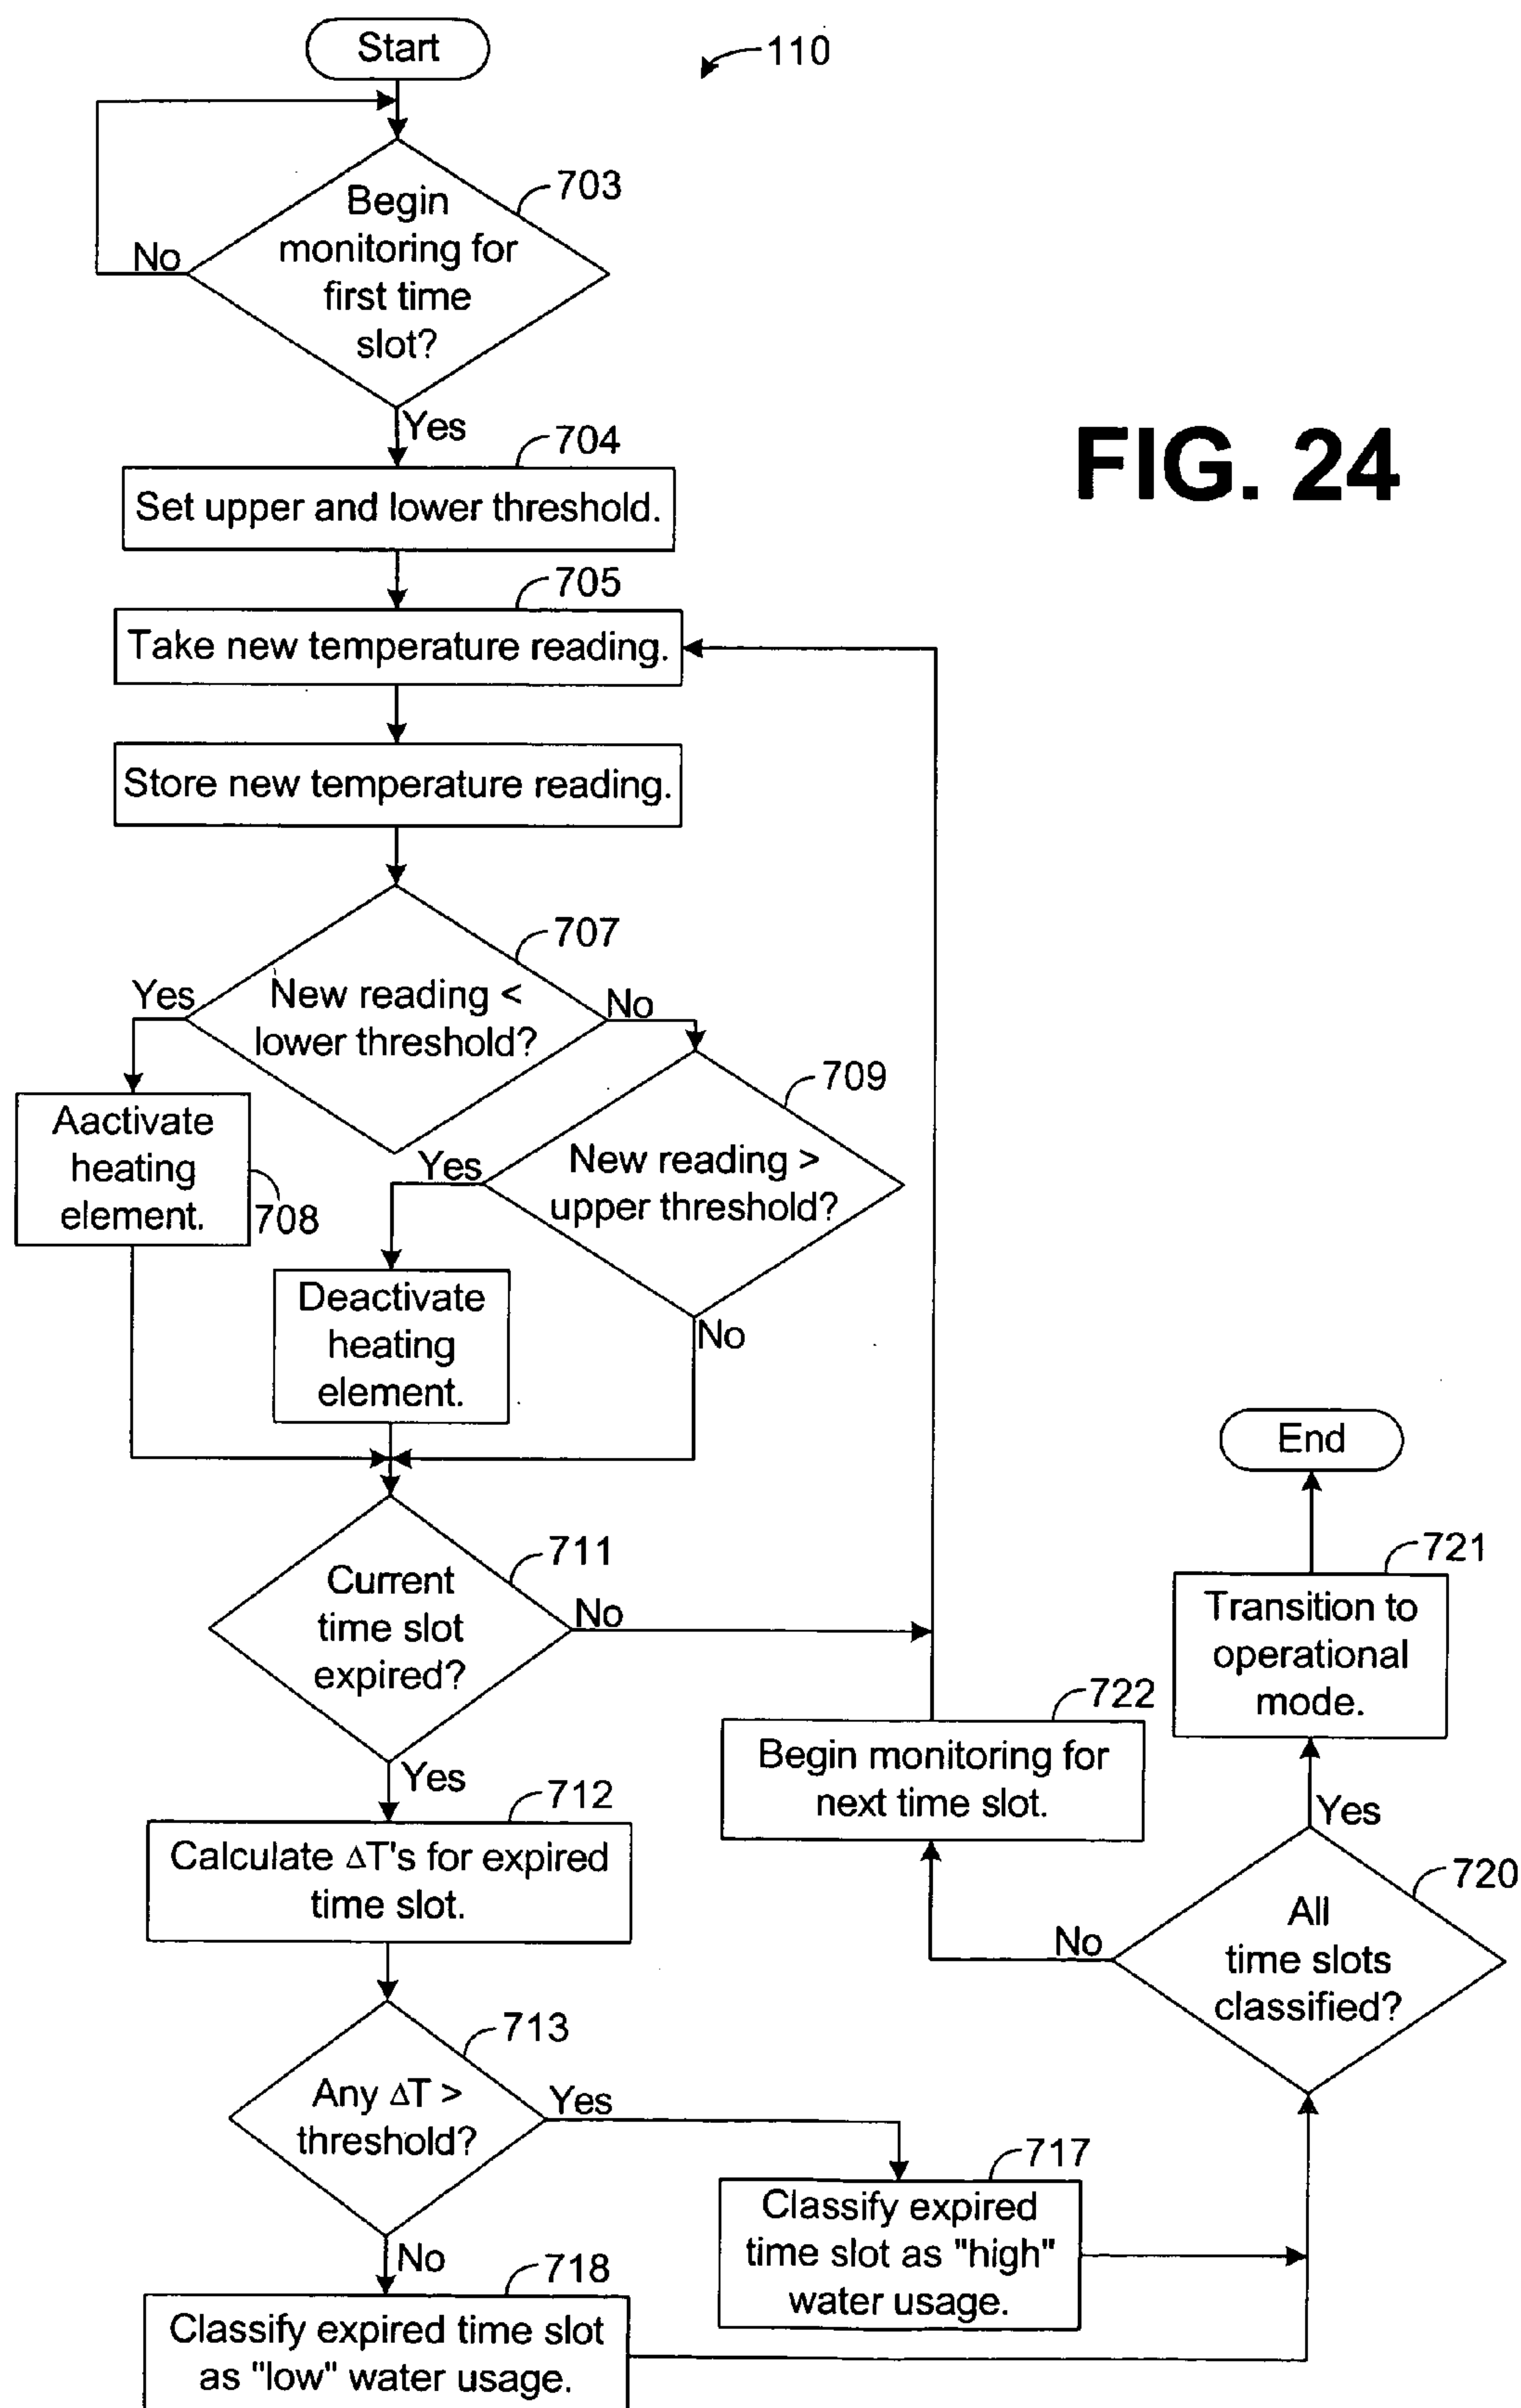 Start
110
Begin
monitoring for
first time
slot?
703
No
Yes
FIG. 24
704
Set upper and lower threshold.
705
Take new temperature reading.
Store new temperature reading.
707
New reading <
lower threshold?
Yes
No
709
Aactivate
heating
element.
708
New reading >
upper threshold?
Yes
No
Deactivate
heating
element.
711
Current
time slot
expired?
No
Yes
End
721
Transition to
operational
mode.
722
Begin monitoring for
next time slot.
Yes
712
Calculate ΔT's for expired
time slot.
720
All
time slots
classified?
No
713
Any ΔT >
threshold?
Yes
No
717
Classify expired
time slot as "high"
water usage.
718
Classify expired time slot
as "low" water usage.